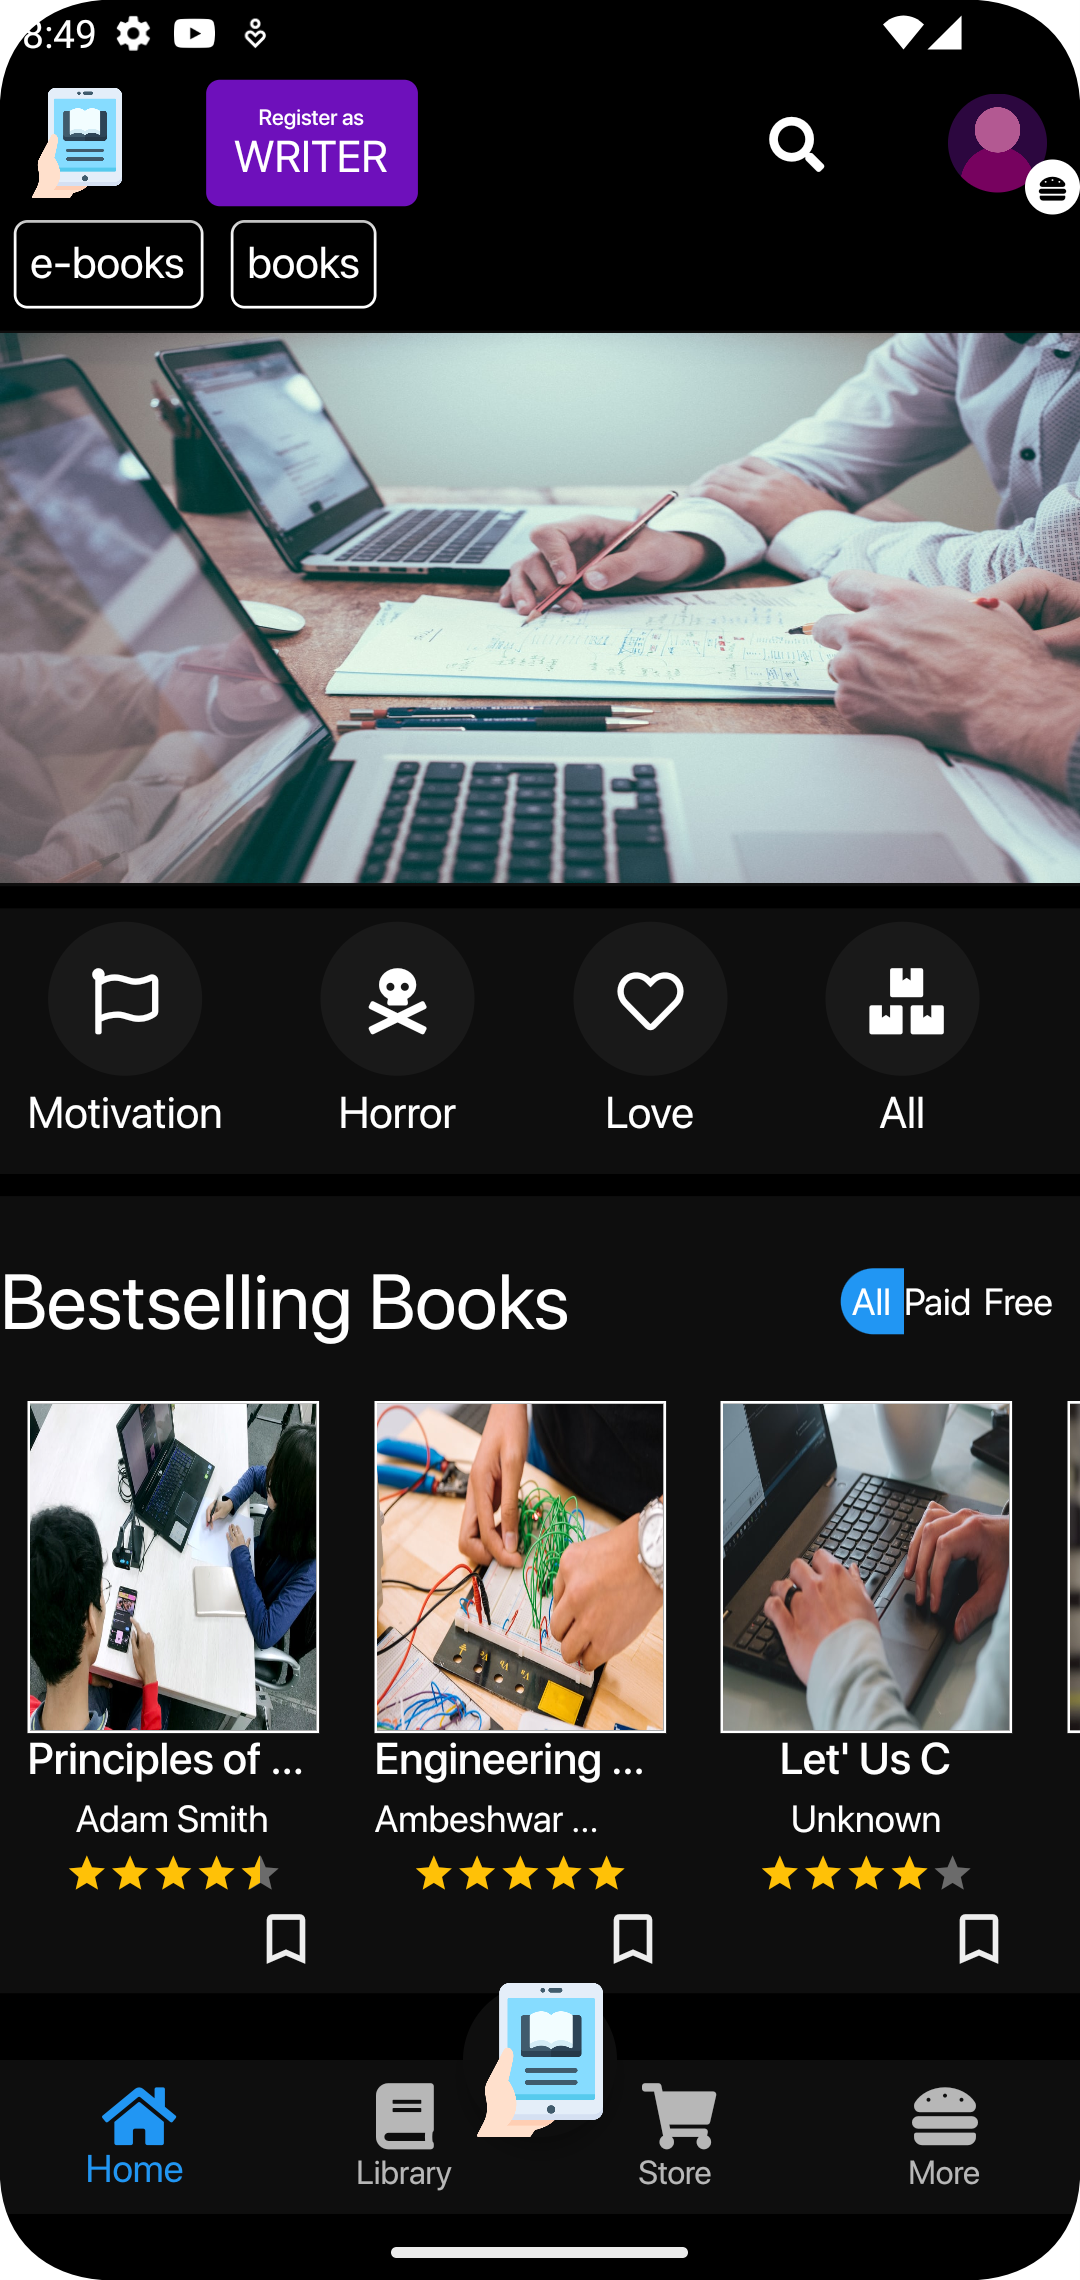 8:49
Register as
WRITER
e-books
books
Motivation
Horror
Love
All
Bestselling Books
All
Paid
Free
Principles of ...
Engineering ...
Let' Us C
Adam Smith
Ambeshwar ...
Unknown
Home
Library
Store
More